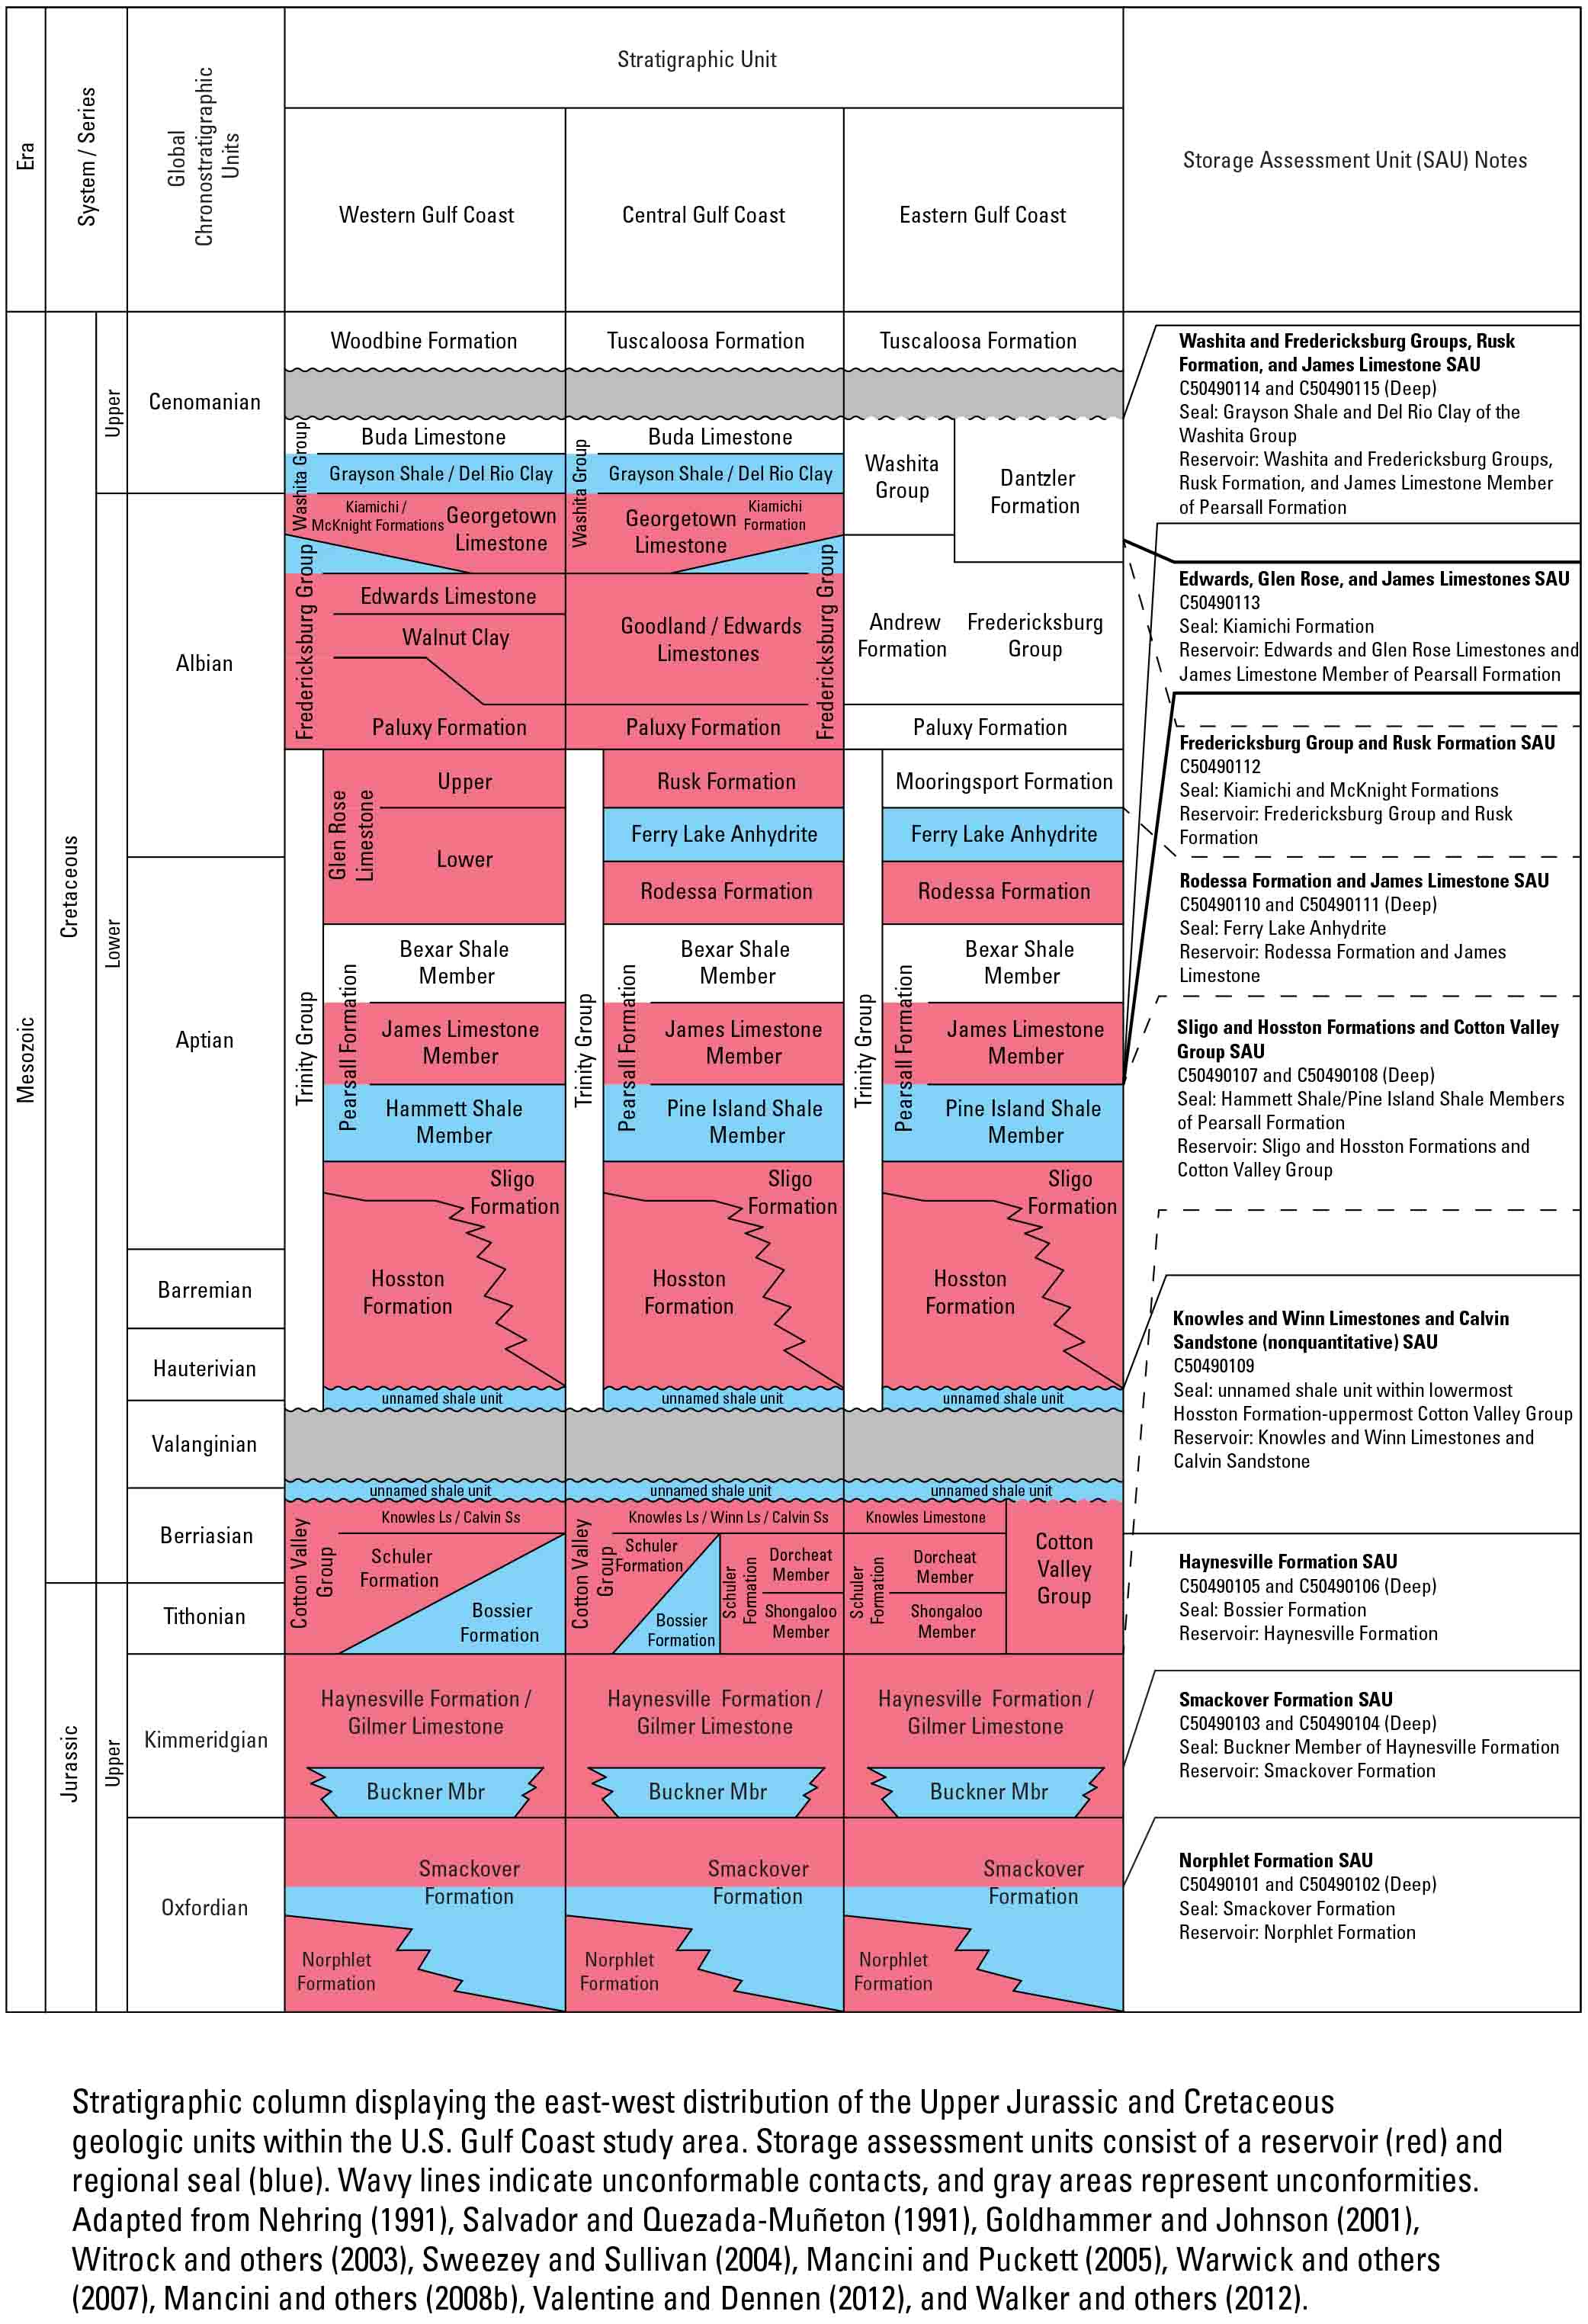 Era
System / Series
Global
Chronostratigraphic
Units
Stratigraphic Unit
Western Gulf Coast
Central Gulf Coast
Eastern Gulf Coast
Storage Assessment Unit (SAU) Notes
Mesozoic
Cretaceous
Jurassic
Upper
Lower
Upper
Cenomanian
Albian
Aptian
Barremian
Hauterivian
Valanginian
Berriasian
Tithonian
Kimmeridgian
Oxfordian
Woodbine Formation
Washita Group
Buda Limestone
Grayson Shale / Del Rio Clay
Kiamichi /
McKnight Formations
Georgetown
Limestone
Fredericksburg Group
Edwards Limestone
Walnut Clay
Paluxy Formation
Trinity Group
Glen Rose
Limestone
Upper
Lower
Pearsall Formation
Bexar Shale
Member
James Limestone
Member
Hammett Shale
Member
Sligo
Formation
Hosston
Formation
unnamed shale unit
unnamed shale unit
Cotton Valley
Group
Knowles Ls / Calvin Ss
Schuler
Formation
Bossier
Formation
Haynesville Formation /
Gilmer Limestone
Buckner Mbr
Smackover
Formation
Norphlet
Formation
Tuscaloosa Formation
Washita Group
Buda Limestone
Grayson Shale / Del Rio Clay
Georgetown
Limestone
Kiamichi
Formation
Fredericksburg Group
Goodland / Edwards
Limestones
Paluxy Formation
Trinity Group
Rusk Formation
Ferry Lake Anhydrite
Rodessa Formation
Pearsall Formation
Bexar Shale
Member
James Limestone
Member
Pine Island Shale
Member
Sligo
Formation
Hosston
Formation
unnamed shale unit
unnamed shale unit
Cotton Valley
Group
Knowles Ls / Winn Ls / Calvin Ss
Schuler
Formation
Bossier
Formation
Schuler
Formation
Dorcheat
Member
Shongaloo
Member
Haynesville Formation /
Gilmer Limestone
Buckner Mbr
Smackover
Formation
Norphlet
Formation
Tuscaloosa Formation
Washita
Group
Dantzler
Formation
Andrew
Formation
Fredericksburg
Group
Paluxy Formation
Trinity Group
Mooringsport Formation
Ferry Lake Anhydrite
Rodessa Formation
Pearsall Formation
Bexar Shale
Member
James Limestone
Member
Pine Island Shale
Member
Sligo
Formation
Hosston
Formation
unnamed shale unit
unnamed shale unit
Knowles Limestone
Schuler
Formation
Dorcheat
Member
Shongaloo
Member
Cotton
Valley
Group
Haynesville Formation /
Gilmer Limestone
Buckner Mbr
Smackover
Formation
Norphlet
Formation
Washita and Fredericksburg Groups, Rusk
Formation, and James Limestone SAU
C50490114 and C50490115 (Deep)
Seal: Grayson Shale and Del Rio Clay of the
Washita Group
Reservoir: Washita and Fredericksburg Groups,
Rusk Formation, and James Limestone Member
of Pearsall Formation
Edwards, Glen Rose, and James Limestones SAU
C50490113
Seal: Kiamichi Formation
Reservoir: Edwards and Glen Rose Limestones and
James Limestone Member of Pearsall Formation
Fredericksburg Group and Rusk Formation SAU
C50490112
Seal: Kiamichi and McKnight Formations
Reservoir: Fredericksburg Group and Rusk
Formation
Rodessa Formation and James Limestone SAU
C50490110 and C50490111 (Deep)
Seal: Ferry Lake Anhydrite
Reservoir: Rodessa Formation and James
Limestone
Sligo and Hosston Formations and Cotton Valley
Group SAU
C50490107 and C50490108 (Deep)
Seal: Hammett Shale/Pine Island Shale Members
of Pearsall Formation
Reservoir: Sligo and Hosston Formations and
Cotton Valley Group
Knowles and Winn Limestones and Calvin
Sandstone (nonquantitative) SAU
C50490109
Seal: unnamed shale unit within lowermost
Hosston Formation-uppermost Cotton Valley Group
Reservoir: Knowles and Winn Limestones and
Calvin Sandstone
Haynesville Formation SAU
C50490105 and C50490106 (Deep)
Seal: Bossier Formation
Reservoir: Haynesville Formation
Smackover Formation SAU
C50490103 and C50490104 (Deep)
Seal: Buckner Member of Haynesville Formation
Reservoir: Smackover Formation
Norphlet Formation SAU
C50490101 and C50490102 (Deep)
Seal: Smackover Formation
Reservoir: Norphlet Formation
Stratigraphic column displaying the east-west distribution of the Upper Jurassic and Cretaceous
geologic units within the U.S. Gulf Coast study area. Storage assessment units consist of a reservoir (red) and
regional seal (blue). Wavy lines indicate unconformable contacts, and gray areas represent unconformities.
Adapted from Nehring (1991), Salvador and Quezada-Muñeton (1991), Goldhammer and Johnson (2001),
Witrock and others (2003), Sweezey and Sullivan (2004), Mancini and Puckett (2005), Warwick and others
(2007), Mancini and others (2008b), Valentine and Dennen (2012), and Walker and others (2012).